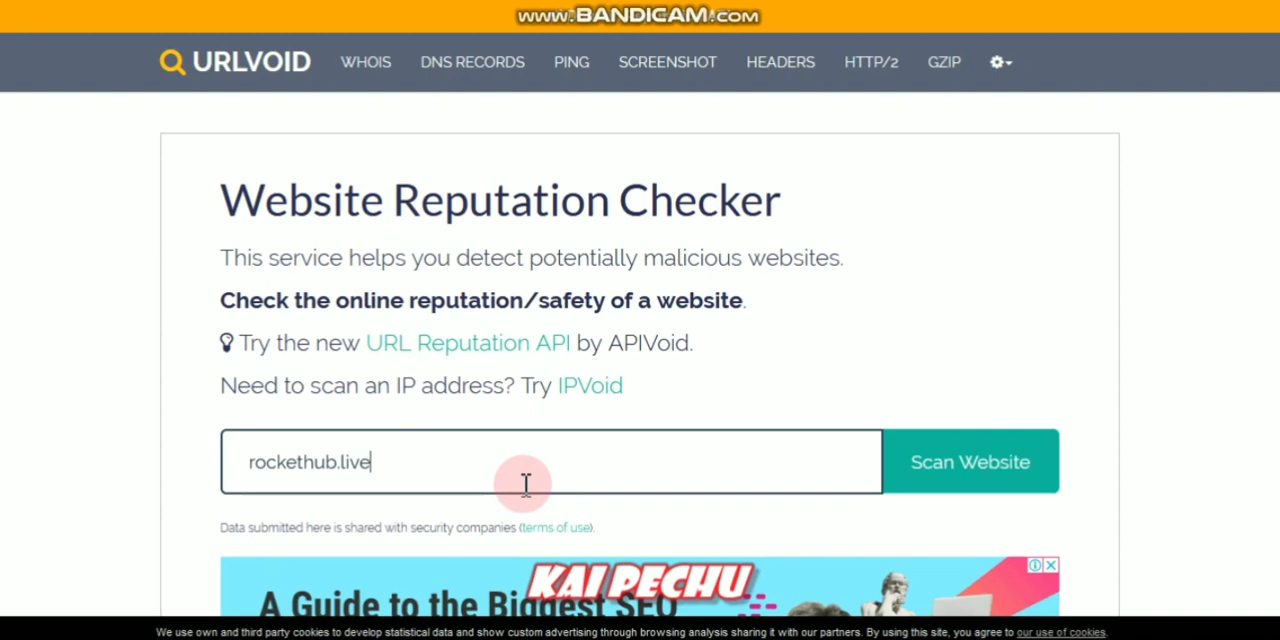 www.BANDICAM.com
URLVOID WHOIS DNS RECORDS PING SCREENSHOT HEADERS HTTP/2 GZIP
Website Reputation Checker
This service helps you detect potentially malicious websites.
Check the online reputation/safety of a website.
Try the new URL Reputation API by APIVoid.
Need to scan an IP address? Try IPVoid
rockethub.live Scan Website
Data submitted here is shared with security companies (terms of use).
KAI PECHU
A Guide to the Biggest SEO
We use own and third party cookies to develop statistical data and show custom advertising through browsing analysis sharing it with our partners. By using this site, you agree to our use of cookies.